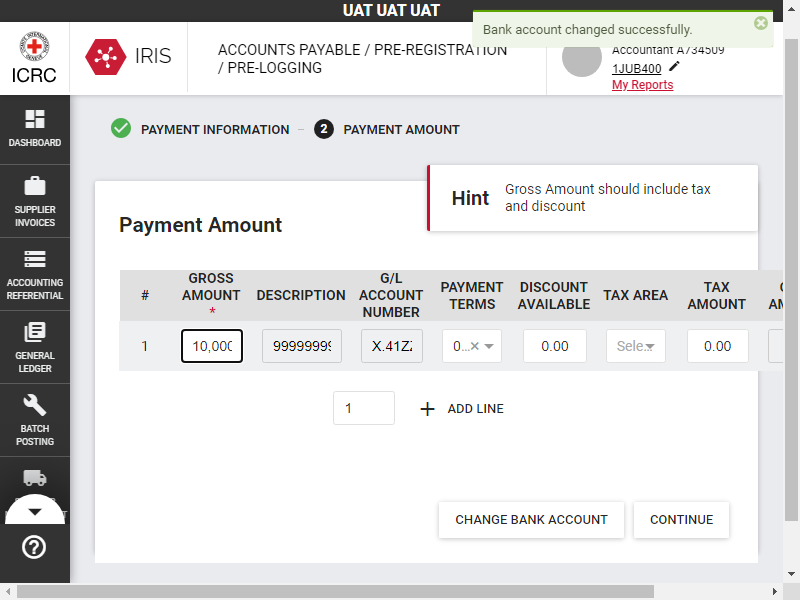 UAT UAT UAT
Bank account changed successfully.
ICRC
IRIS
ACCOUNTS PAYABLE / PRE-REGISTRATION
/ PRE-LOGGING
Accountant A734509
1JUB400
My Reports
DASHBOARD
SUPPLIER
INVOICES
ACCOUNTING
REFERENTIAL
GENERAL
LEDGER
BATCH
POSTING
PAYMENT INFORMATION
2 PAYMENT AMOUNT
Hint
Gross Amount should include tax
and discount
Payment Amount
# GROSS AMOUNT * DESCRIPTION G/L ACCOUNT NUMBER PAYMENT TERMS DISCOUNT AVAILABLE TAX AREA TAX AMOUNT
1 10,000 99999999 X.41Z 0... 0.00 Sele... 0.00
1 + ADD LINE
CHANGE BANK ACCOUNT CONTINUE